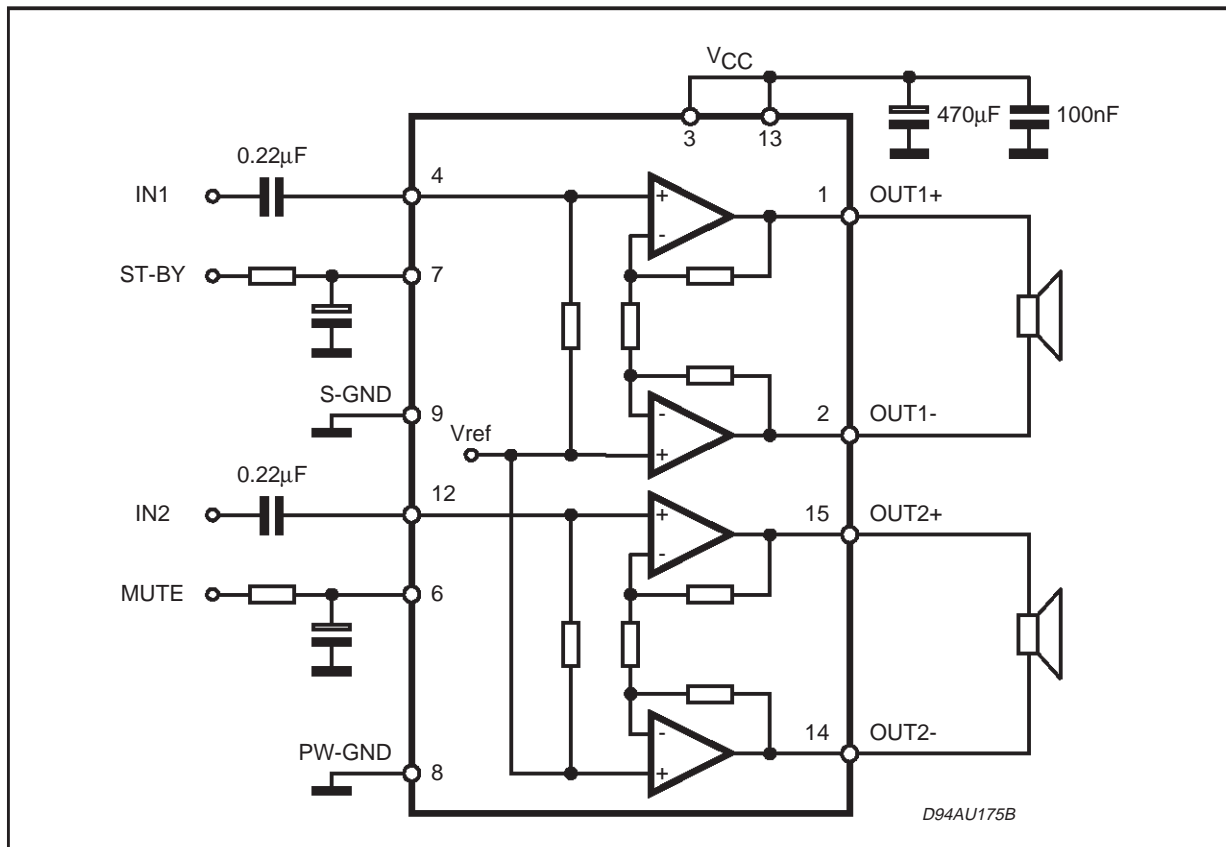 VCC
470µF
100nF
3
13
0.22µF
IN1
4
+
-
1
OUT1+
ST-BY
7
S-GND
9
-
+
2
OUT1-
Vref
0.22µF
IN2
12
+
-
15
OUT2+
MUTE
6
-
+
14
OUT2-
PW-GND
8
D94AU175B